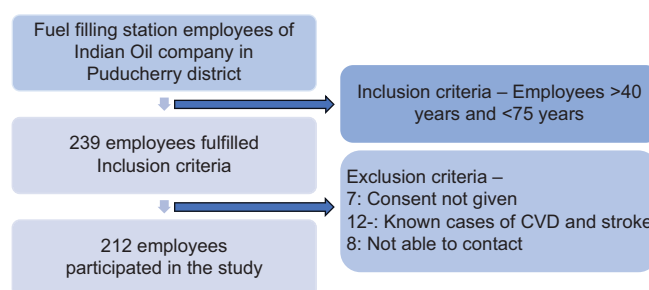 Fuel filling station employees of
Indian Oil company in
Puducherry district
Inclusion criteria – Employees >40
years and <75 years
239 employees fulfilled
Inclusion criteria
Exclusion criteria –
7: Consent not given
12-: Known cases of CVD and stroke
8: Not able to contact
212 employees
participated in the study